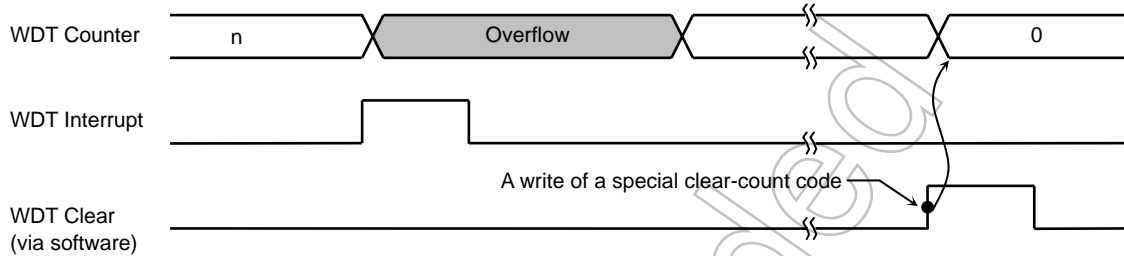 WDT Counter
n
Overflow
0
WDT Interrupt
A write of a special clear-count code
WDT Clear
(via software)